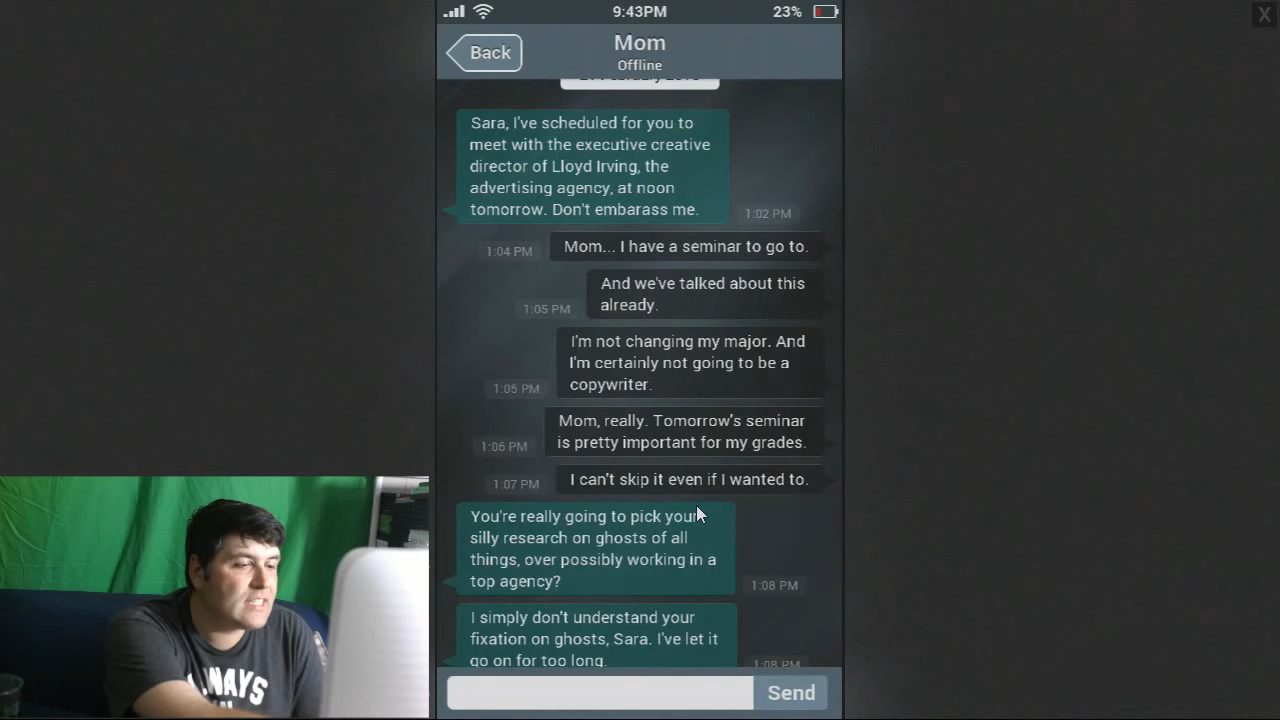 9:43PM
23%
X
Back
Mom
Offline
Sara, I've scheduled for you to
meet with the executive creative
director of Lloyd Irving, the
advertising agency, at noon
tomorrow. Don't embarass me.
1:02 PM
Mom... I have a seminar to go to.
1:04 PM
And we've talked about this
already.
1:05 PM
I'm not changing my major. And
I'm certainly not going to be a
copywriter.
1:05 PM
Mom, really. Tomorrow's seminar
is pretty important for my grades.
1:06 PM
I can't skip it even if I wanted to.
1:07 PM
You're really going to pick your
silly research on ghosts of all
things, over possibly working in a
top agency?
1:08 PM
I simply don't understand your
fixation on ghosts, Sara. I've let it
go on for too long.
1:08 PM
Send